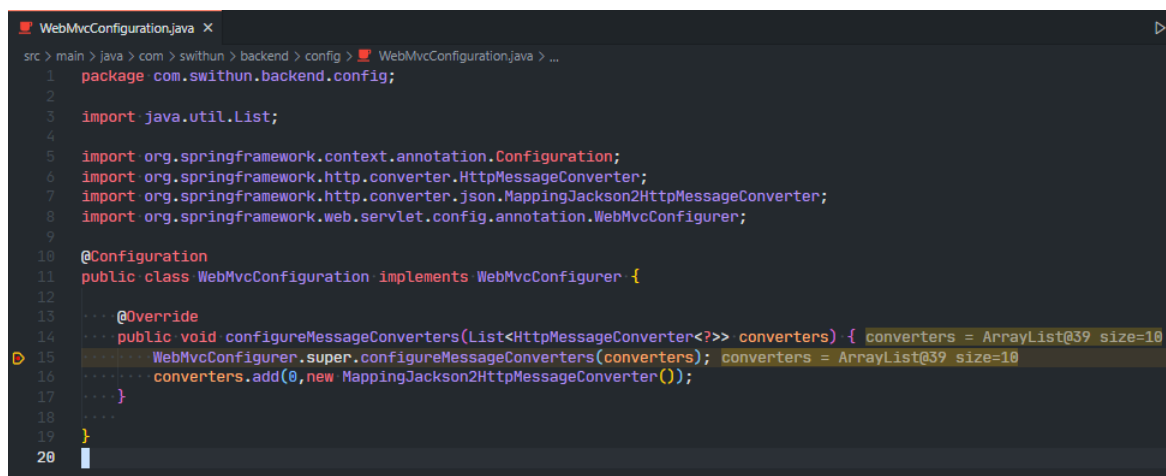 WebMvcConfiguration.java ×
src > main > java > com > swithun > backend > config > WebMvcConfiguration.java > ...
1 package com.swithun.backend.config;
2
3 import java.util.List;
4
5 import org.springframework.context.annotation.Configuration;
6 import org.springframework.http.converter.HttpMessageConverter;
7 import org.springframework.http.converter.json.MappingJackson2HttpMessageConverter;
8 import org.springframework.web.servlet.config.annotation.WebMvcConfigurer;
9
10 @Configuration
11 public class WebMvcConfiguration implements WebMvcConfigurer {
12
13 @Override
14 public void configureMessageConverters(List<HttpMessageConverter<?>> converters) { converters = ArrayList@39 size=10
15 WebMvcConfigurer.super.configureMessageConverters(converters); converters = ArrayList@39 size=10
16 converters.add(0,new MappingJackson2HttpMessageConverter());
17 }
18
19 }
20